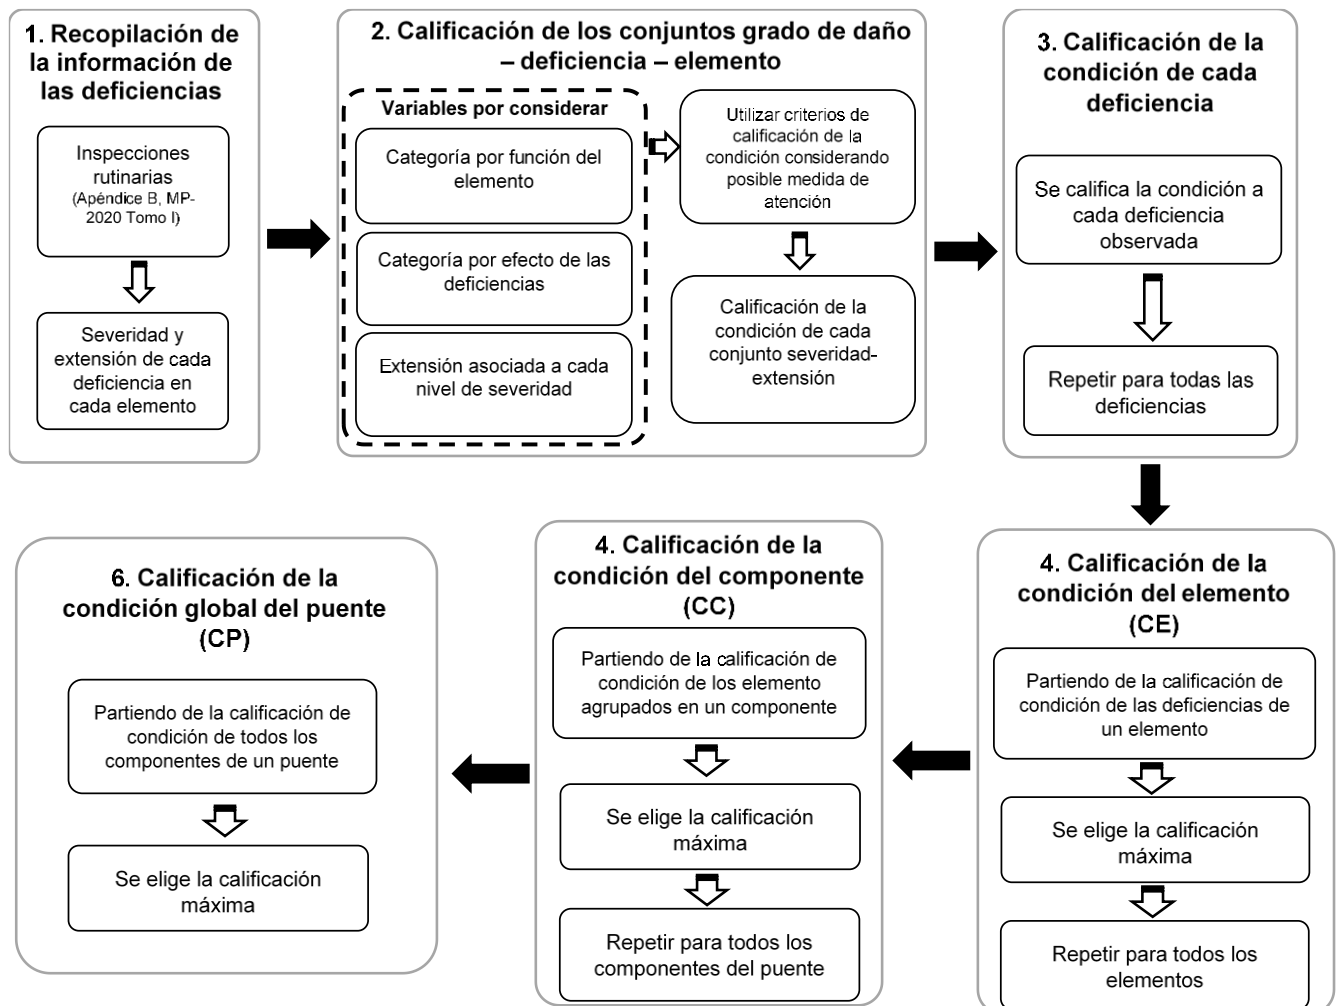 1. Recopilación de
la información de
las deficiencias
Inspecciones
rutinarias
(Apéndice B, MP-
2020 Tomo I)
Severidad y
extensión de cada
deficiencia en
cada elemento
2. Calificación de los conjuntos grado de daño
– deficiencia – elemento
Variables por considerar
Categoría por función del
elemento
Categoría por efecto de las
deficiencias
Extensión asociada a cada
nivel de severidad
Utilizar criterios de
calificación de la
condición considerando
posible medida de
atención
Calificación de la
condición de cada
conjunto severidad-
extensión
3. Calificación de la
condición de cada
deficiencia
Se califica la condición a
cada deficiencia
observada
Repetir para todas las
deficiencias
4. Calificación de la
condición del elemento
(CE)
Partiendo de la calificación de
condición de las deficiencias de
un elemento
Se elige la calificación
máxima
Repetir para todos los
elementos
4. Calificación de la
condición del componente
(CC)
Partiendo de la calificación de
condición de los elemento
agrupados en un componente
Se elige la calificación
máxima
Repetir para todos los
componentes del puente
6. Calificación de la
condición global del puente
(CP)
Partiendo de la calificación de
condición de todos los
componentes de un puente
Se elige la calificación
máxima